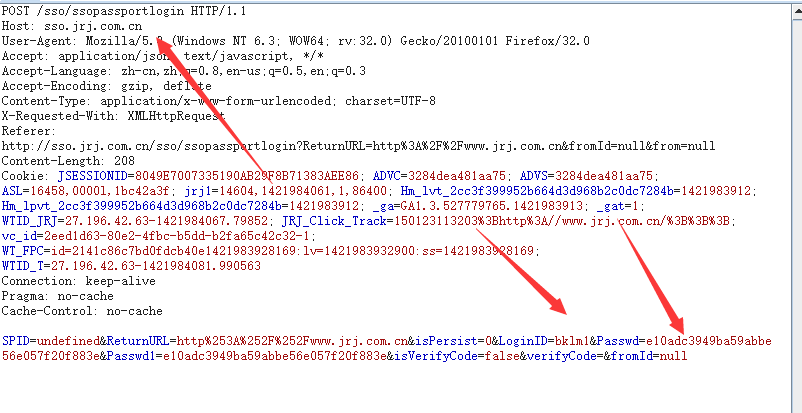 POST /sso/ssopassportlogin HTTP/1.1
Host: sso.jrj.com.cn
User-Agent: Mozilla/5.0 (Windows NT 6.3; WOW64; rv:32.0) Gecko/20100101 Firefox/32.0
Accept: application/json, text/javascript, */*
Accept-Language: zh-cn,zh;q=0.8,en-us;q=0.5,en;q=0.3
Accept-Encoding: gzip, deflate
Content-Type: application/x-www-form-urlencoded; charset=UTF-8
X-Requested-With: XMLHttpRequest
Referer:
http://sso.jrj.com.cn/sso/ssopassportlogin?ReturnURL=http%3A%2F%2Fwww.jrj.com.cn&fromId=null&from=null
Content-Length: 208
Cookie: JSESSIONID=8049E7007335190AB29F8B71383AEE86; ADVC=3284dea481aa75; ADVS=3284dea481aa75;
ASL=16458,00001,1bc42a3f; jrj1=14604,1421984061,1,86400; Hm_lvt_2cc3f399952b664d3d968b2c0dc7284b=1421983912;
Hm_lpvt_2cc3f399952b664d3d968b2c0dc7284b=1421983912; _ga=GA1.3.527779765.1421983913; _gat=1;
WTID_JRJ=27.196.42.63-1421984067.79852; JRJ_Click_Track=150123113203%3Bhttp%3A//www.jrj.com.cn/%3B%3B%3B;
vc_id=2eed1d63-80e2-4fbc-b5dd-b2fa65c42c32-1;
WT_FPC=id=2141c86c7bd0fdcb40e1421983928169:lv=1421983932900:ss=1421983928169;
WTID_T=27.196.42.63-1421984081.990563
Connection: keep-alive
Pragma: no-cache
Cache-Control: no-cache
SPID=undefined&ReturnURL=http%253A%252F%252Fwww.jrj.com.cn&isPersist=0&LoginID=bklm1&Passwd=e10adc3949ba59abbe
56e057f20f883e&Passwd1=e10adc3949ba59abbe56e057f20f883e&isVerifyCode=false&verifyCode=&fromId=null